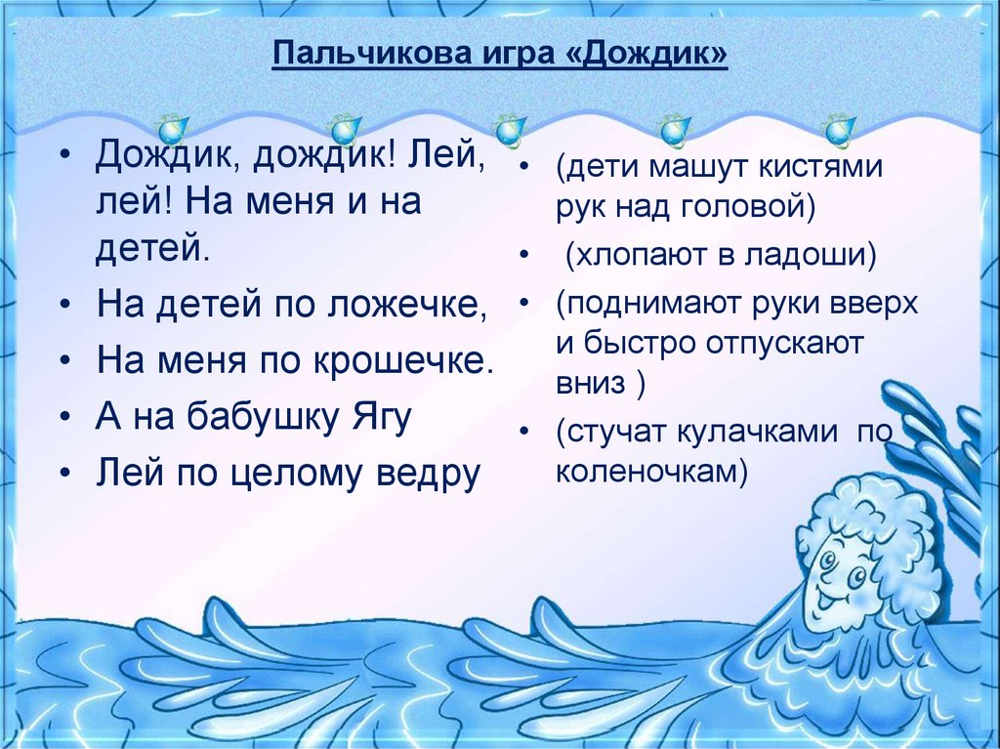 Пальчикова игра «Дождик»
• Дождик, дождик! Лей,
лей! На меня и на
детей.
• На детей по ложечке,
• На меня по крошечке.
• А на бабушку Ягу
• Лей по целому ведру
• (дети машут кистями
рук над головой)
• (хлопают в ладоши)
• (поднимают руки вверх
и быстро отпускают
вниз )
• (стучат кулачками по
коленочкам)